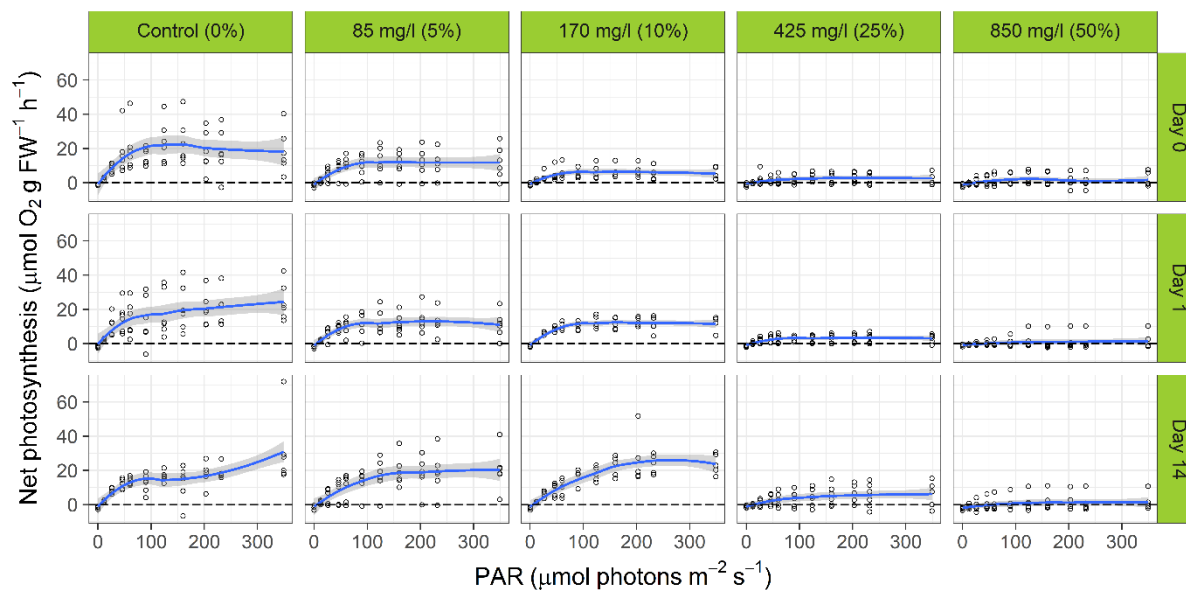 Control (0%) 85 mg/l (5%) 170 mg/l (10%) 425 mg/l (25%) 850 mg/l (50%)
Net photosynthesis (μmol O₂ g FW⁻¹ h⁻¹)
60
40
20
0
Day 0
60
40
20
0
Day 1
60
40
20
0
Day 14
0 100 200 300 0 100 200 300 0 100 200 300 0 100 200 300 0 100 200 300
PAR (μmol photons m⁻² s⁻¹)